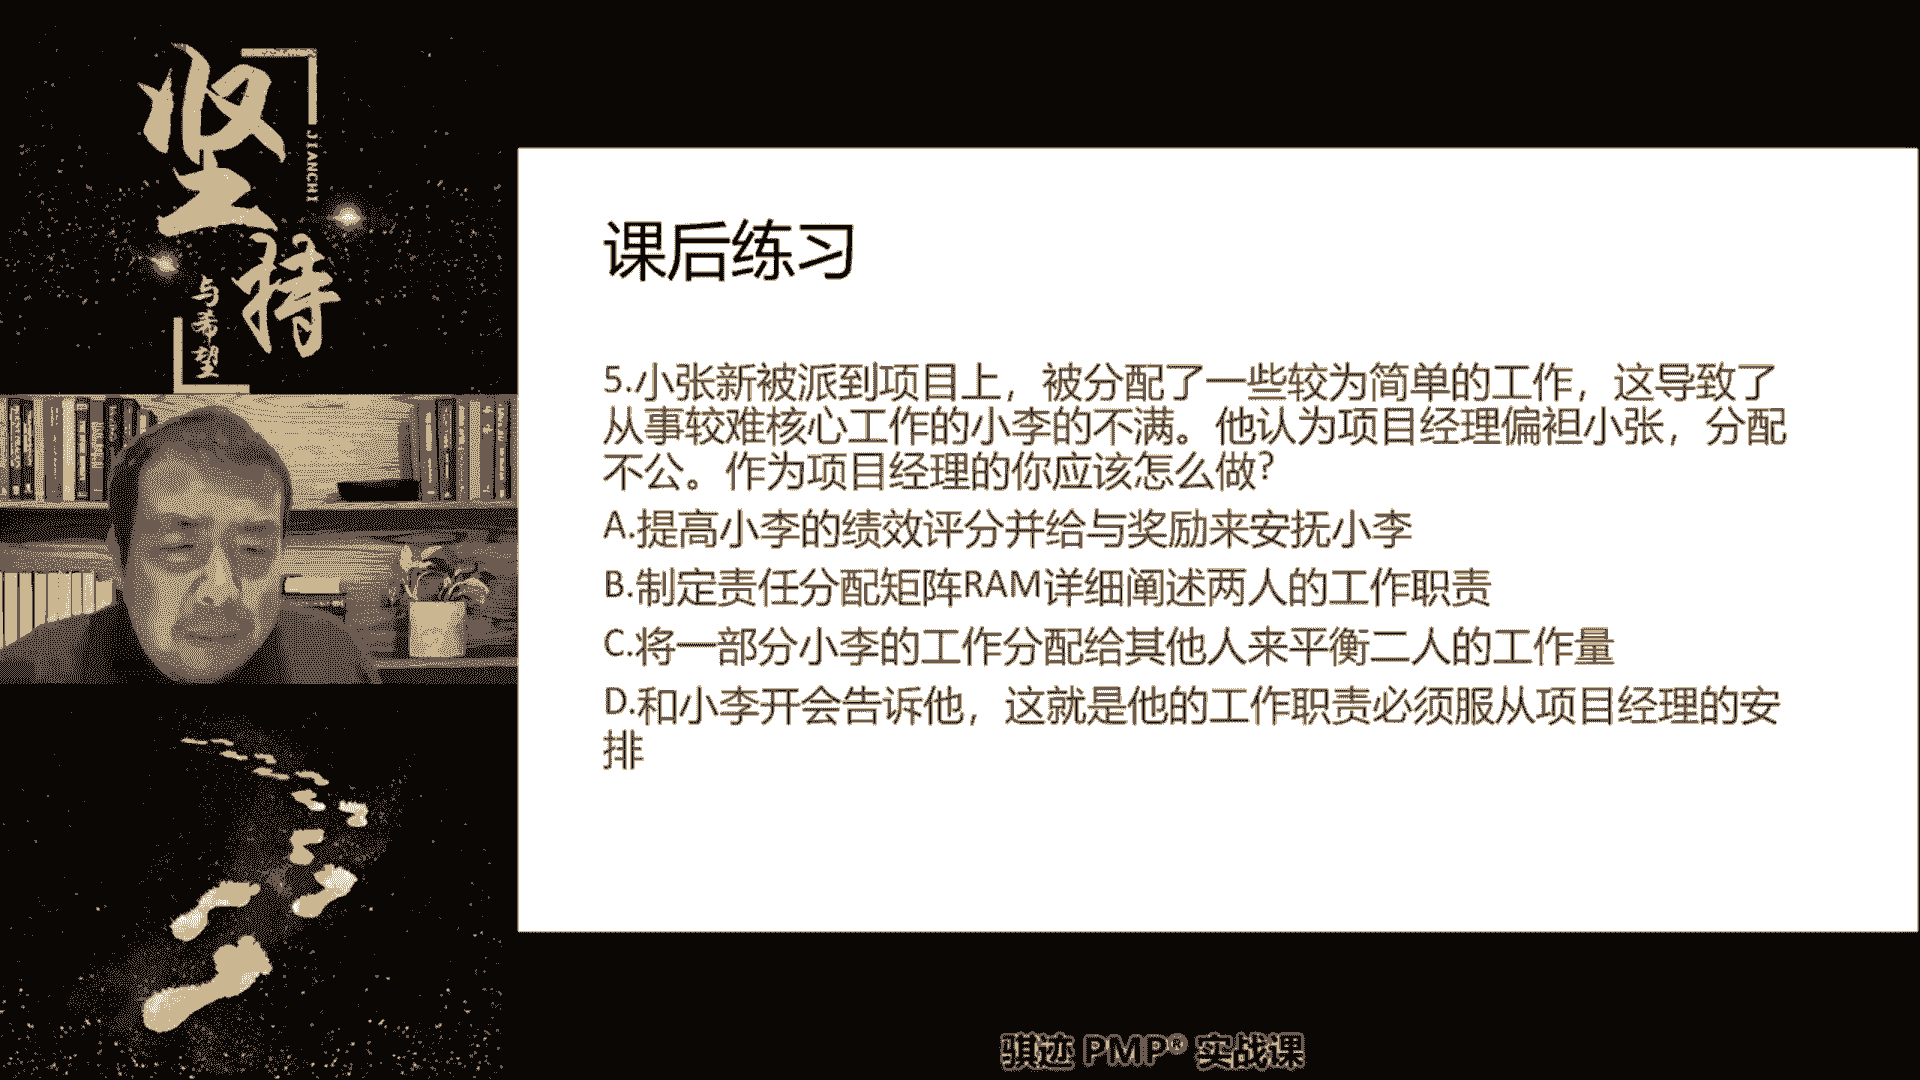 坚持
JIANCHI
与希望
课后练习
5.小张新被派到项目上，被分配了一些较为简单的工作，这导致了
从事较难核心工作的小李的不满。他认为项目经理偏袒小张，分配
不公。作为项目经理的你应该怎么做?
A.提高小李的绩效评分并给与奖励来安抚小李
B.制定责任分配矩阵RAM详细阐述两人的工作职责
C.将一部分小李的工作分配给其他人来平衡二人的工作量
D.和小李开会告诉他，这就是他的工作职责必须服从项目经理的安
排
骐迹 PMP® 实战课